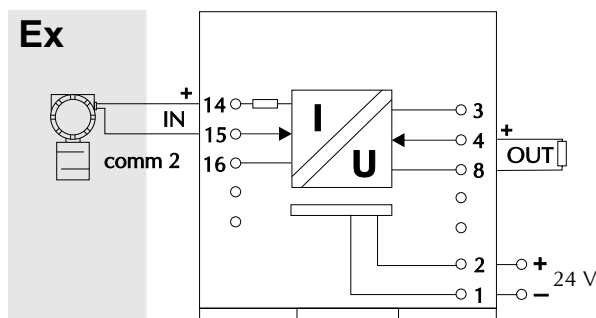 Ex
+ 14 I 3
IN 15 4 +
comm 2 16 U 8 OUT
2 + 24 V
1 –